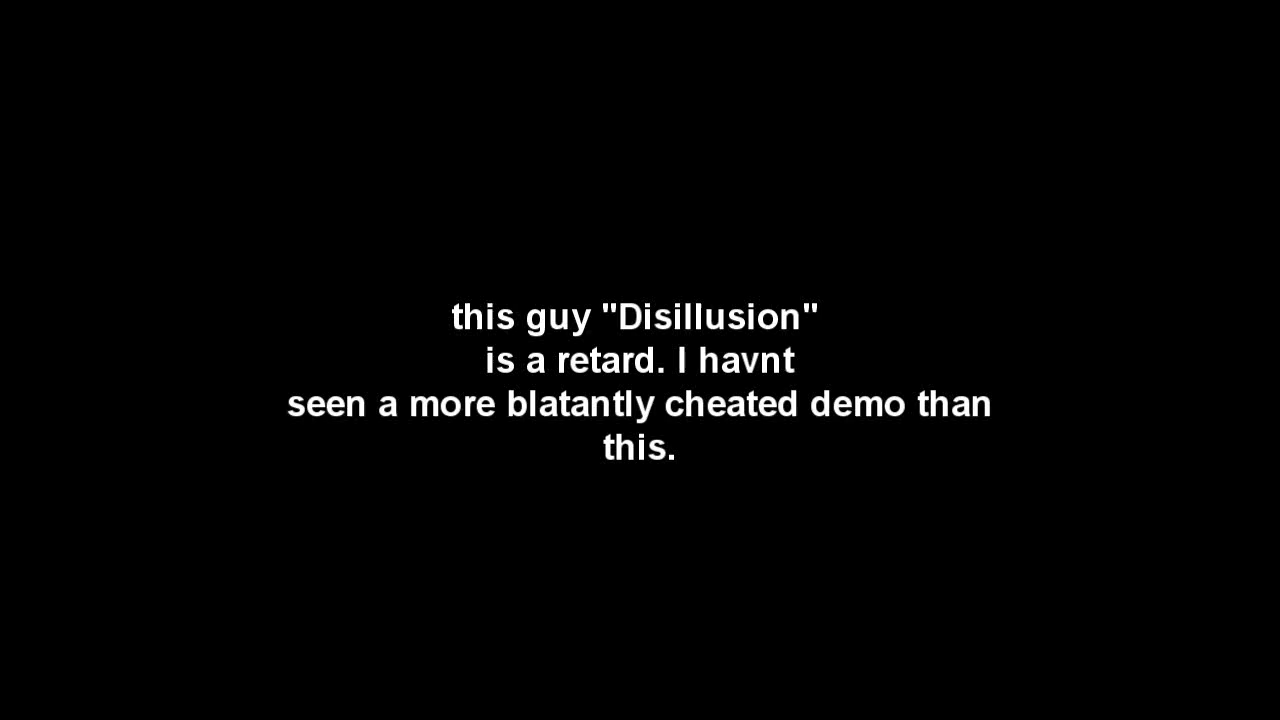 this guy "Disillusion"
is a retard. I havnt
seen a more blatantly cheated demo than
this.